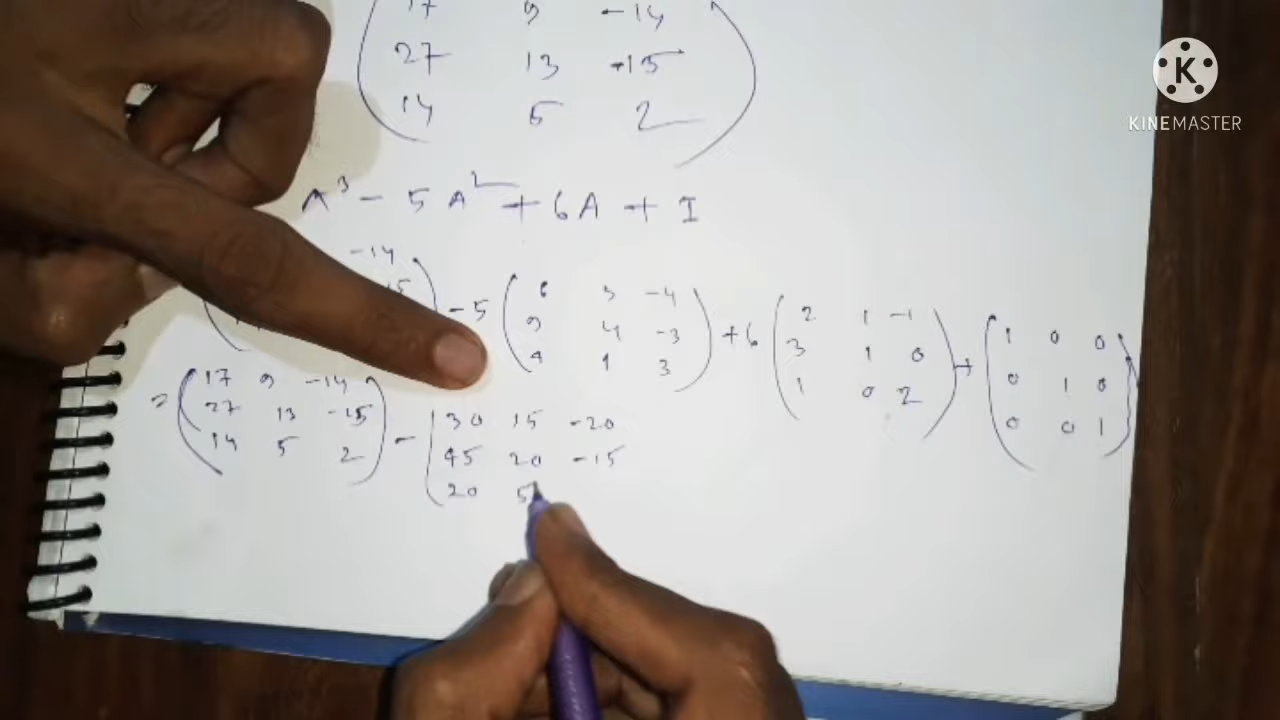 17 9 -14
27 13 -15
14 5 2
K
KINEMASTER
A³ - 5A² + 6A + I
-14
15
-5 ( 6 3 -4
9 4 -3
4 1 3 ) +6 ( 2 1 -1
3 1 0
1 0 2 ) + ( 1 0 0
0 1 0
0 0 1 )
= ( 17 9 -14
27 13 -15
14 5 2 ) - ( 30 15 -20
45 20 -15
20 5